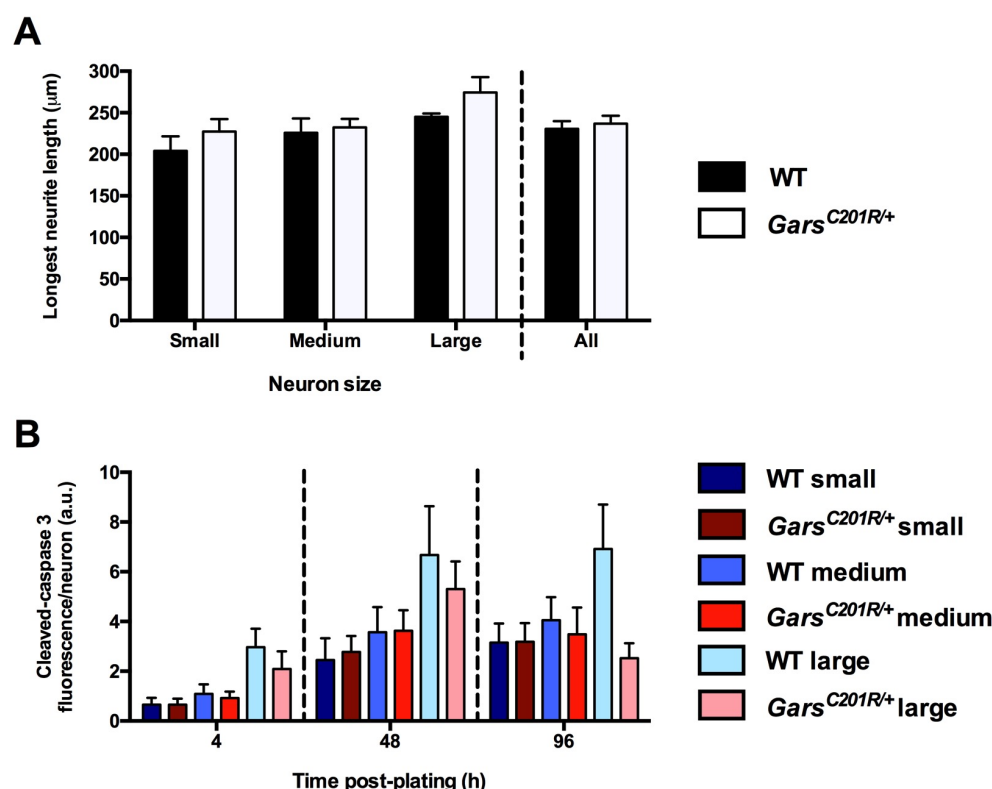 A
Longest neurite length (μm)
300
250
200
150
100
50
0
Small Medium Large All
Neuron size
WT
Gars^C201R/+
B
Cleaved-caspase 3
fluorescence/neuron (a.u.)
10
8
6
4
2
0
4 48 96
Time post-plating (h)
WT small
Gars^C201R/+ small
WT medium
Gars^C201R/+ medium
WT large
Gars^C201R/+ large